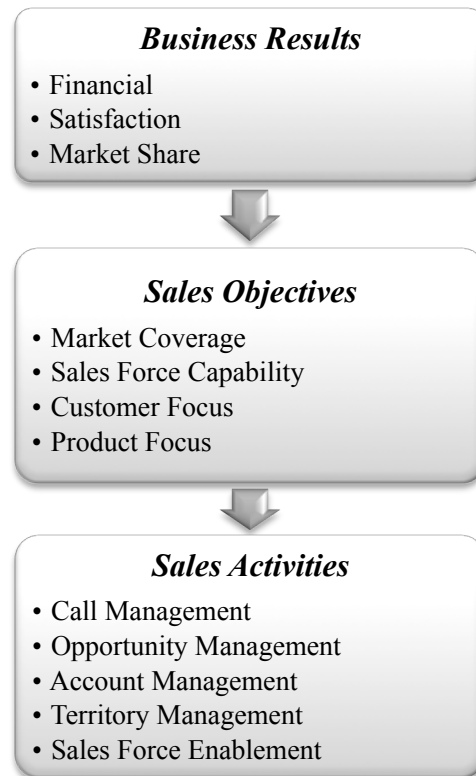 Business Results
• Financial
• Satisfaction
• Market Share
Sales Objectives
• Market Coverage
• Sales Force Capability
• Customer Focus
• Product Focus
Sales Activities
• Call Management
• Opportunity Management
• Account Management
• Territory Management
• Sales Force Enablement